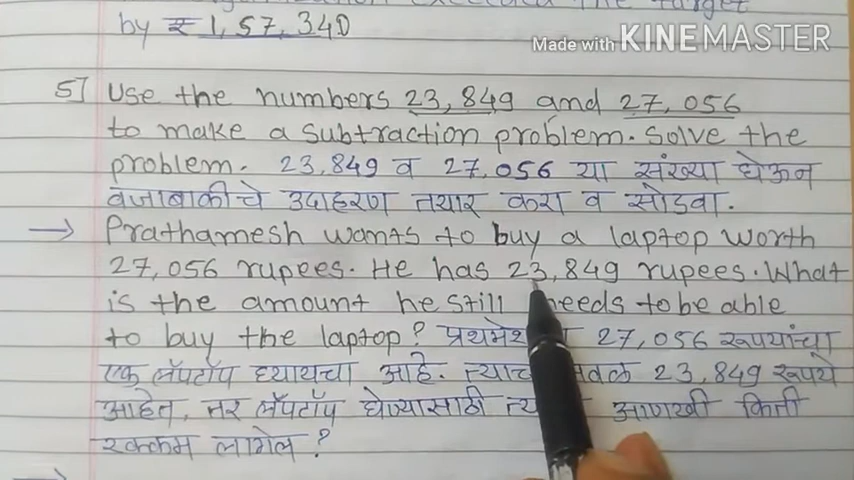 by ₹ 1,57,340
Made with KINEMASTER
5] Use the numbers 23,849 and 27,056
to make a subtraction problem. Solve the
problem. 23,849 व 27,056 या संख्या घेऊन
वजाबाकीचे उदाहरण तयार करा व सोडवा.
→ Prathamesh wants to buy a laptop worth
27,056 rupees. He has 23,849 rupees. What
is the amount he still needs to be able
to buy the laptop? 27,056 रूपयांचा
एक लॅपटॉप घ्यायचा आहे. 23,849 रूपये
आहेत, तर लॅपटॉप घेण्यासाठी आणखी किती
रक्कम लागेल?